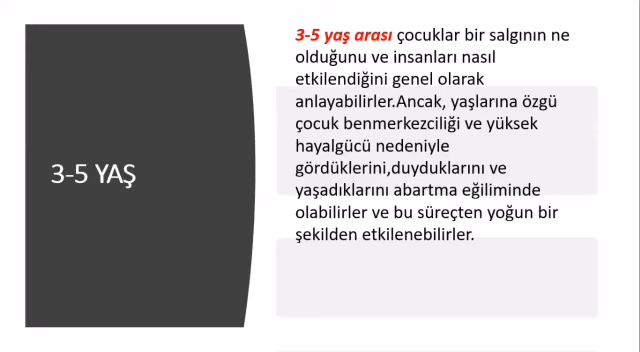 3-5 YAŞ
3-5 yaş arası çocuklar bir salgının ne
olduğunu ve insanları nasıl
etkilendiğini genel olarak
anlayabilirler.Ancak, yaşlarına özgü
çocuk benmerkezciliği ve yüksek
hayalgücü nedeniyle
gördüklerini,duyduklarını ve
yaşadıklarını abartma eğiliminde
olabilirler ve bu süreçten yoğun bir
şekilden etkilenebilirler.